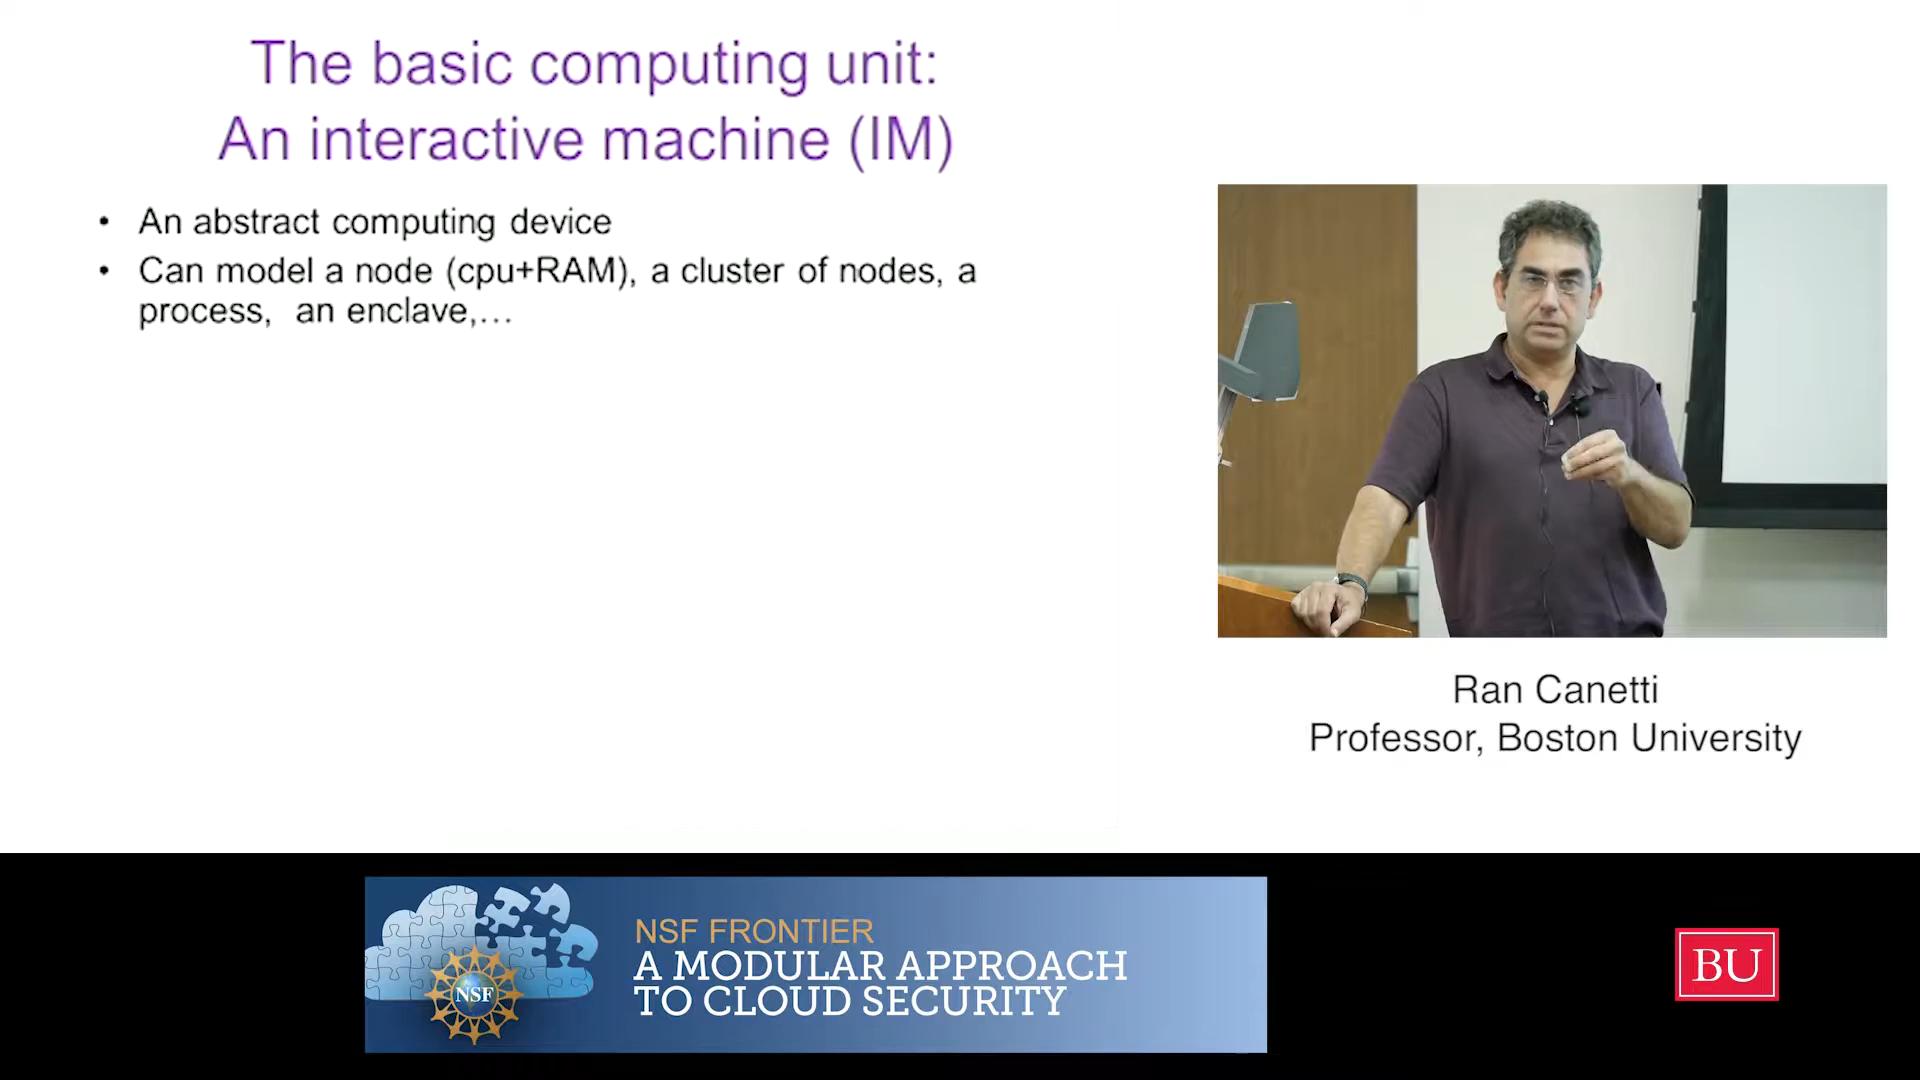 The basic computing unit:
An interactive machine (IM)
• An abstract computing device
• Can model a node (cpu+RAM), a cluster of nodes, a
process, an enclave,…
Ran Canetti
Professor, Boston University
NSF FRONTIER
A MODULAR APPROACH
TO CLOUD SECURITY
NSF
BU